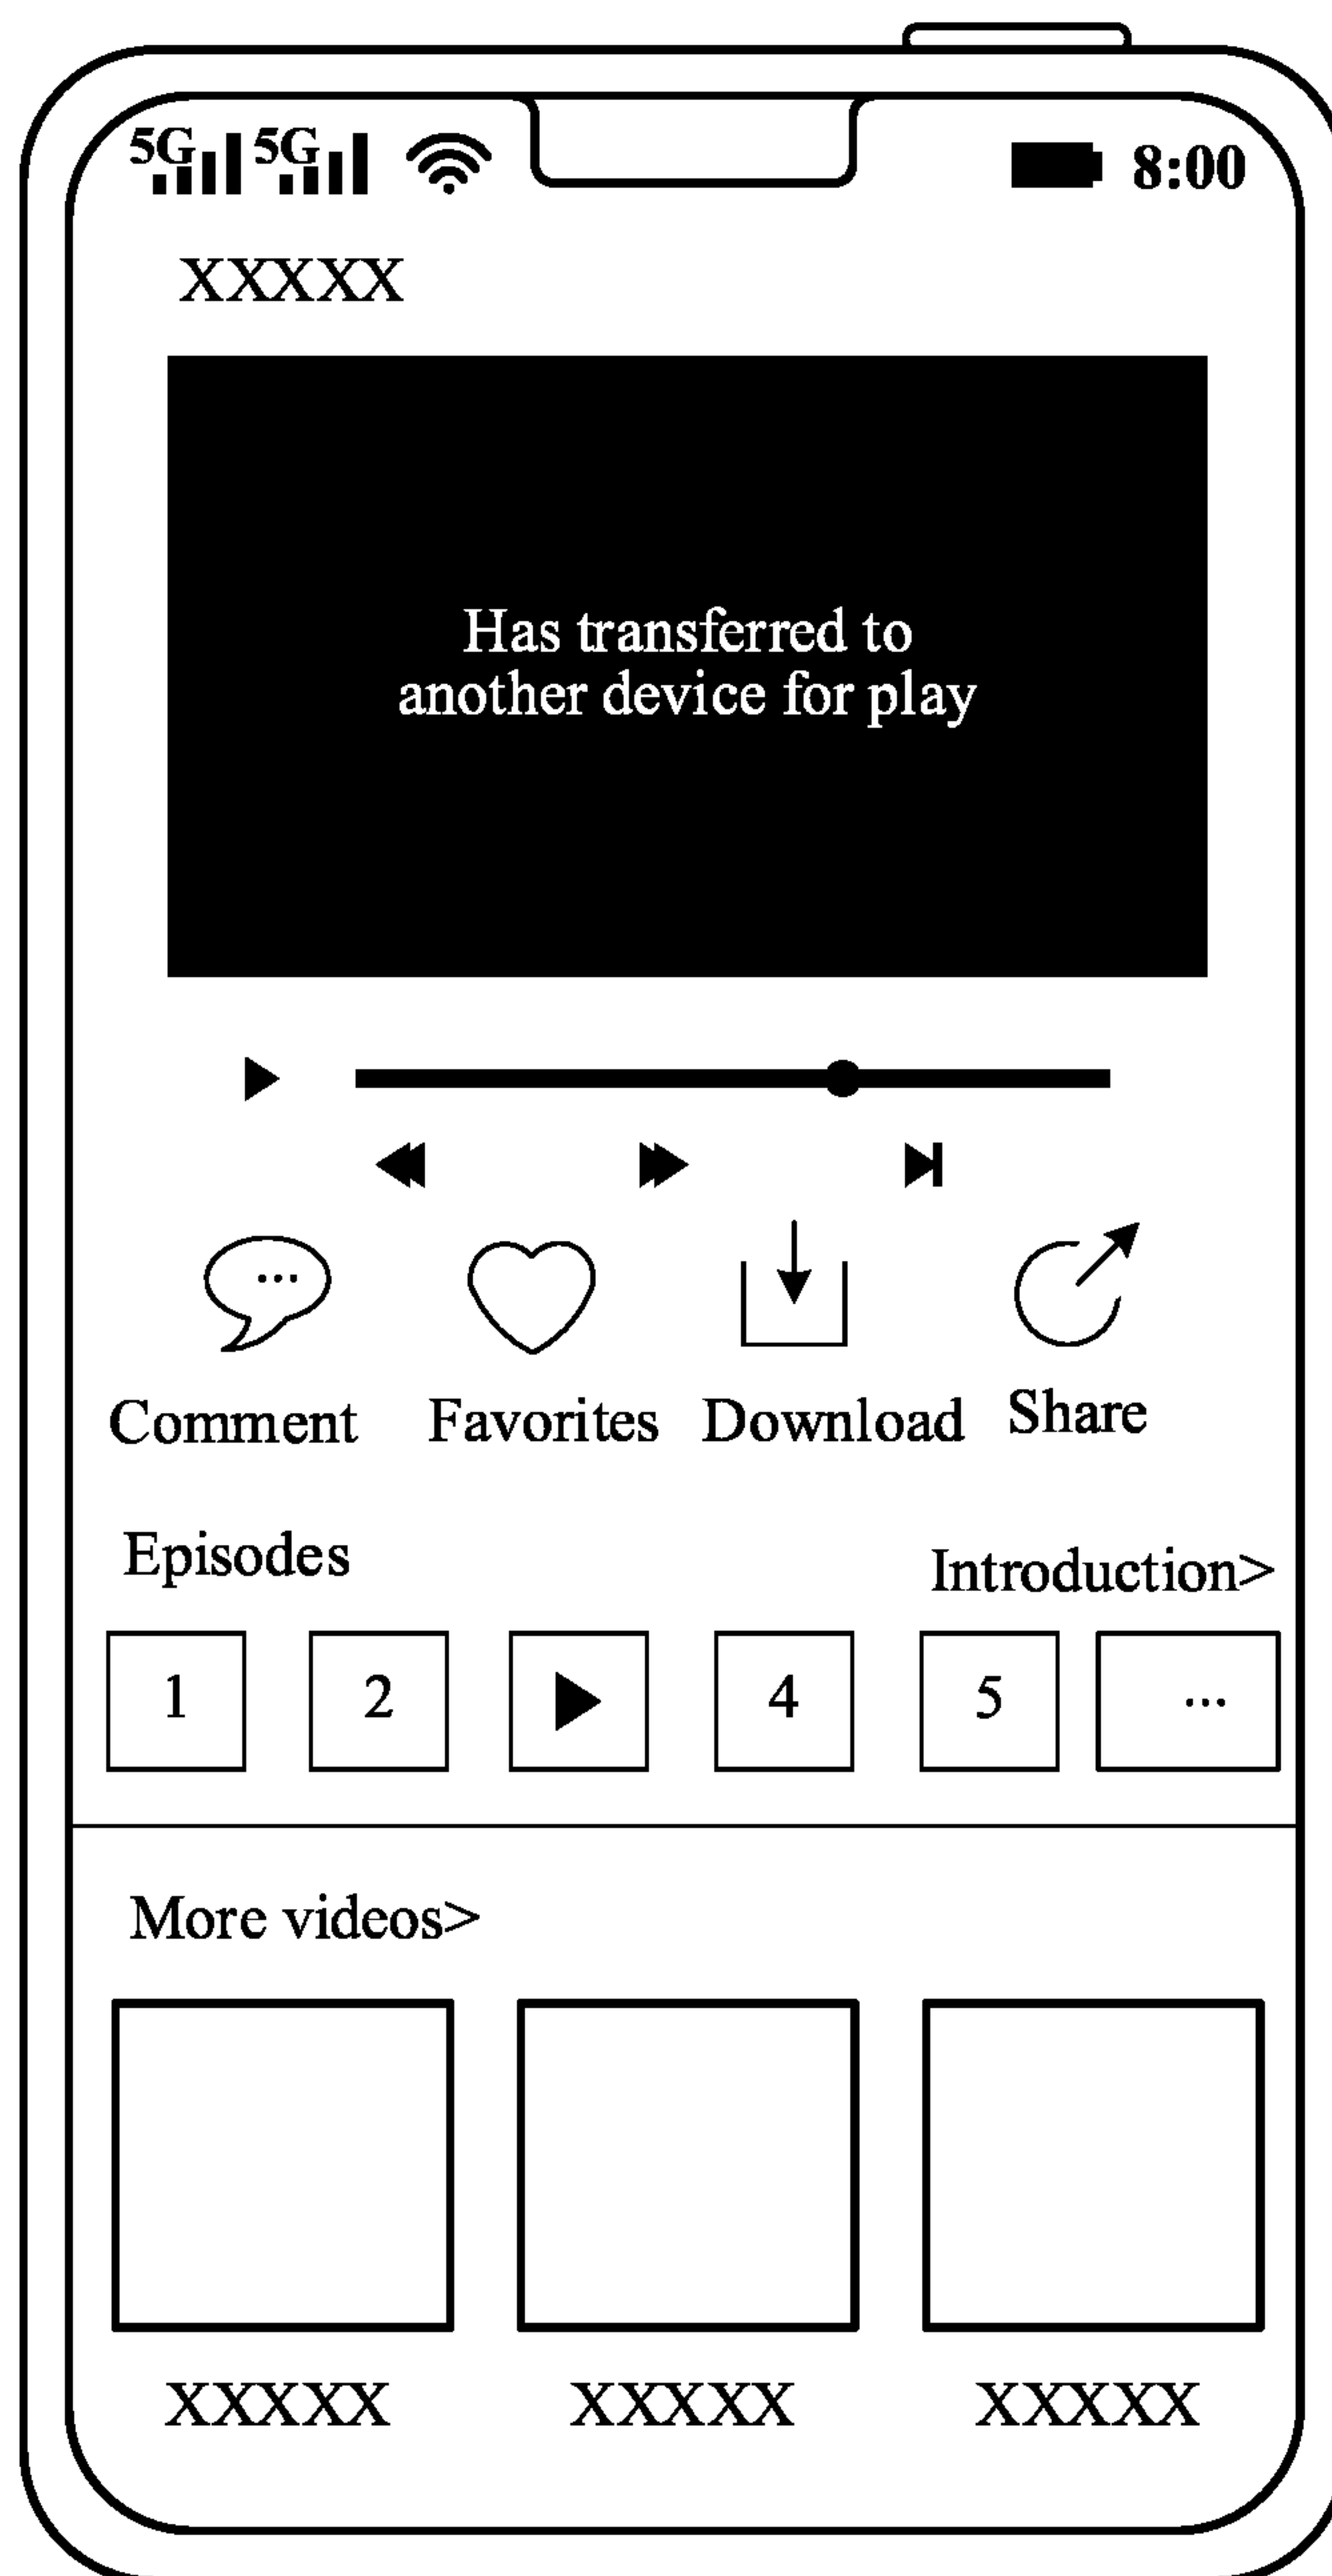 5G 5G 8:00
XXXXX
Has transferred to
another device for play
Comment Favorites Download Share
Episodes Introduction>
1 2 4 5 ...
More videos>
XXXXX XXXXX XXXXX